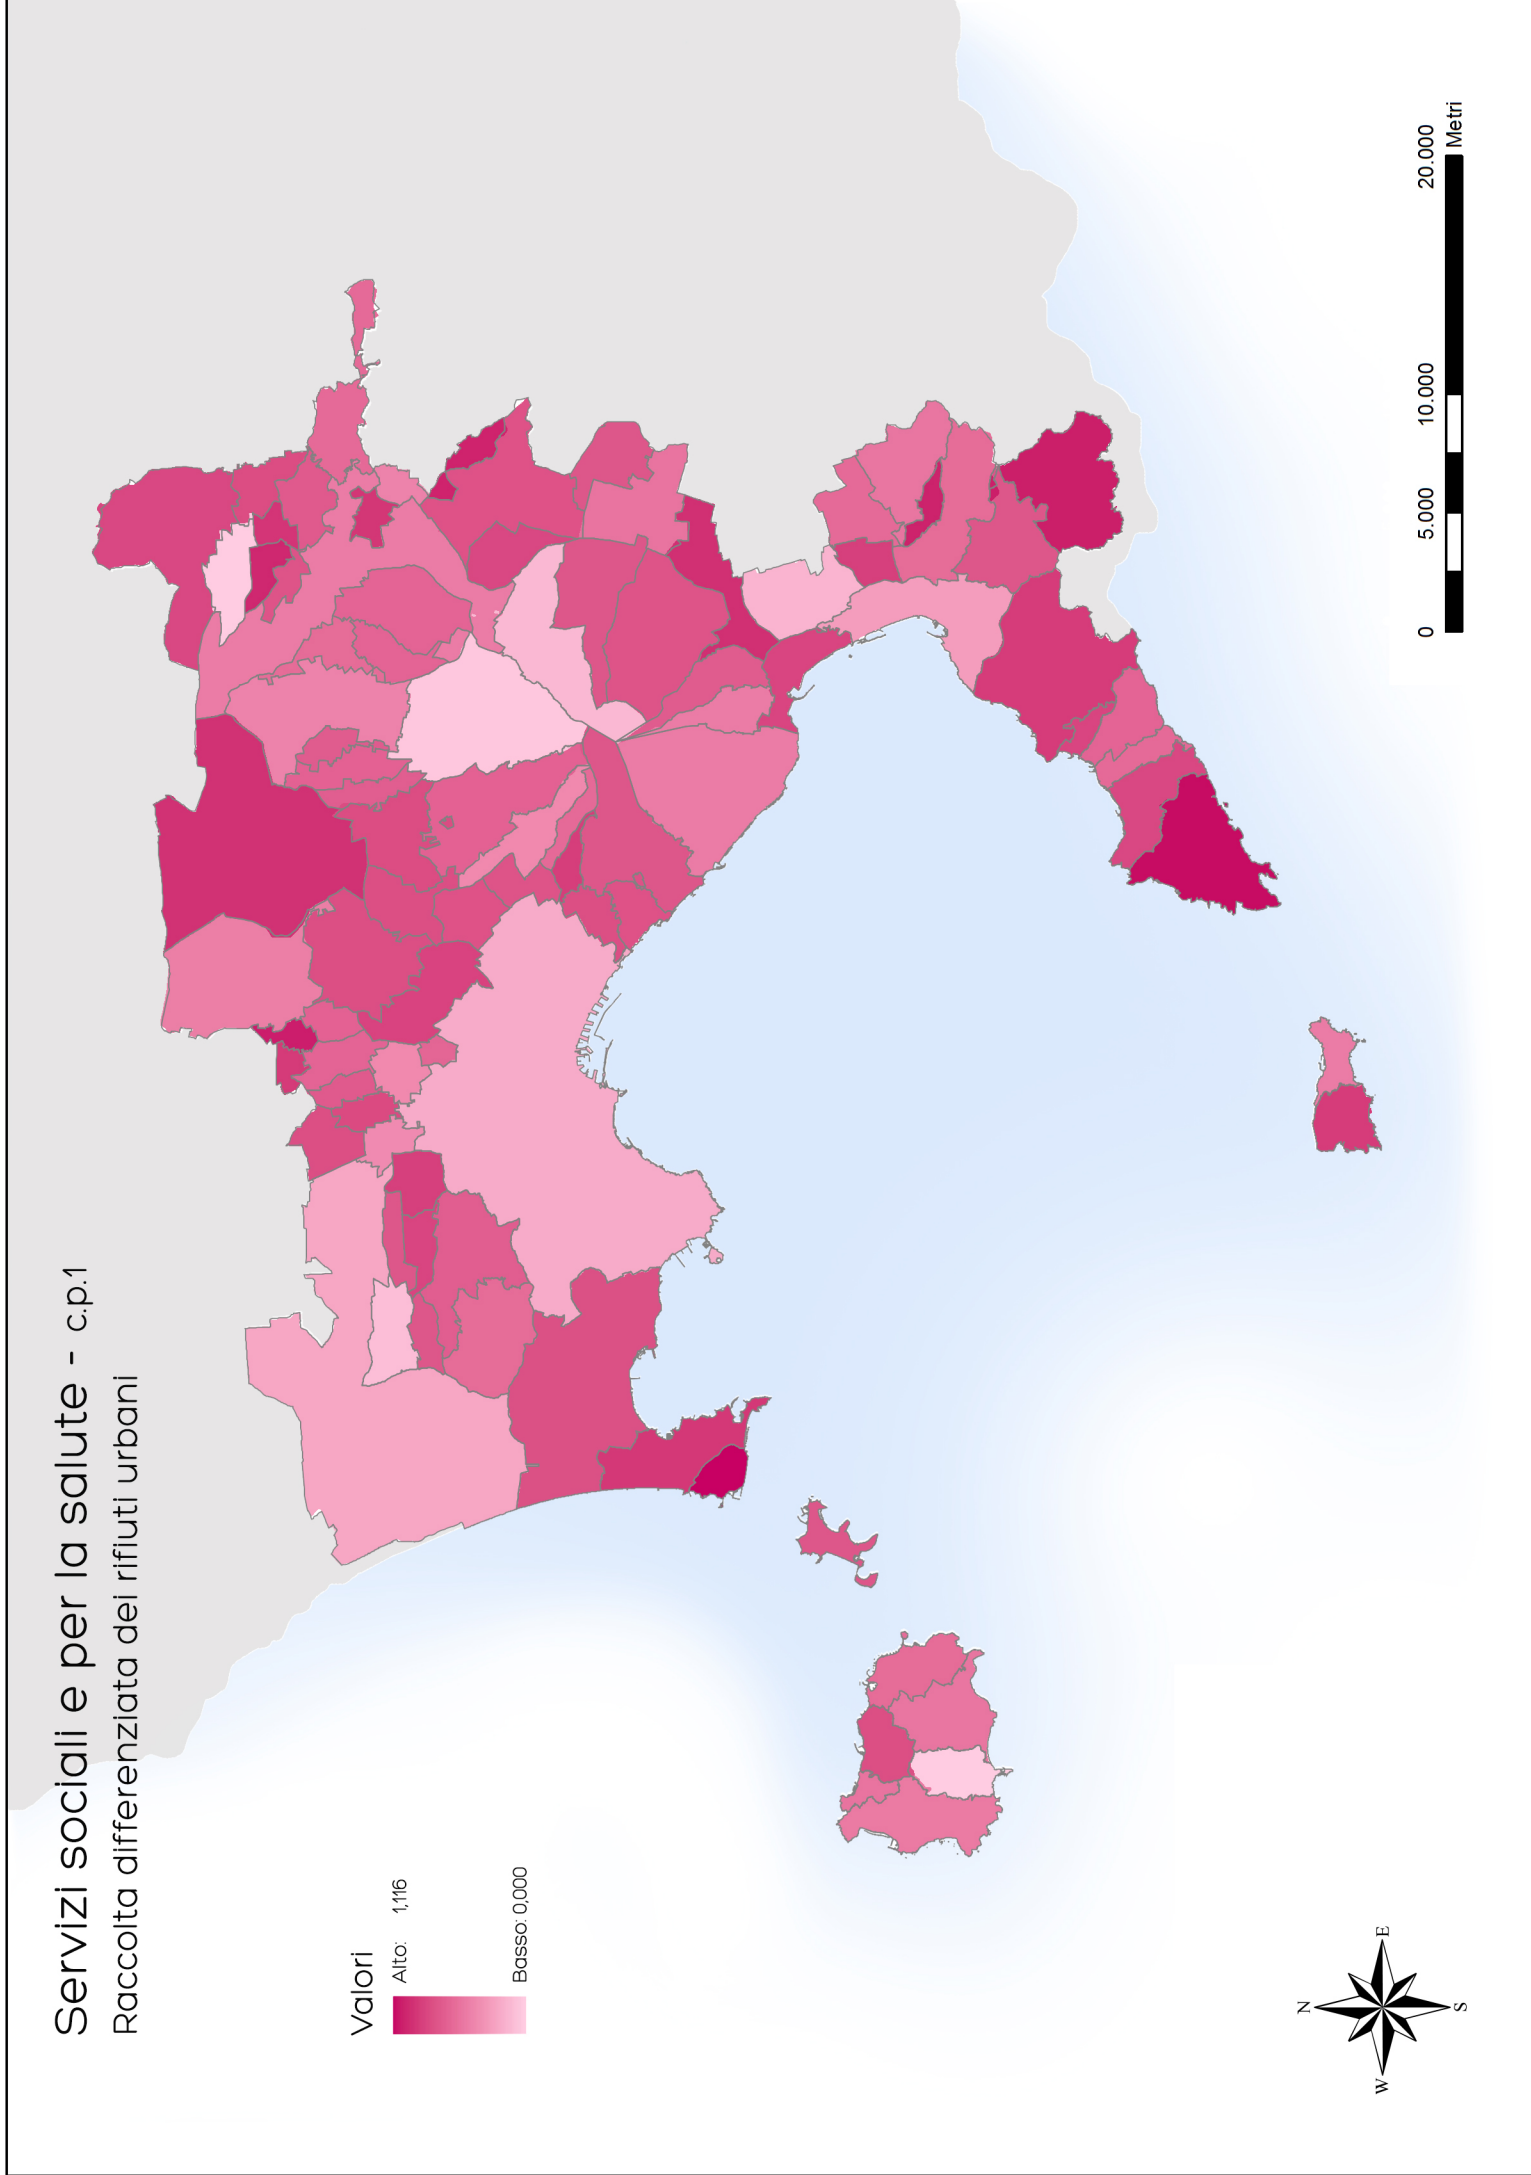 Servizi sociali e per la salute - c.p.1
Raccolta differenziata dei rifiuti urbani
Valori
Alto: 1,116
Basso: 0,000
N
W E
S
0 5.000 10.000 20.000
Metri